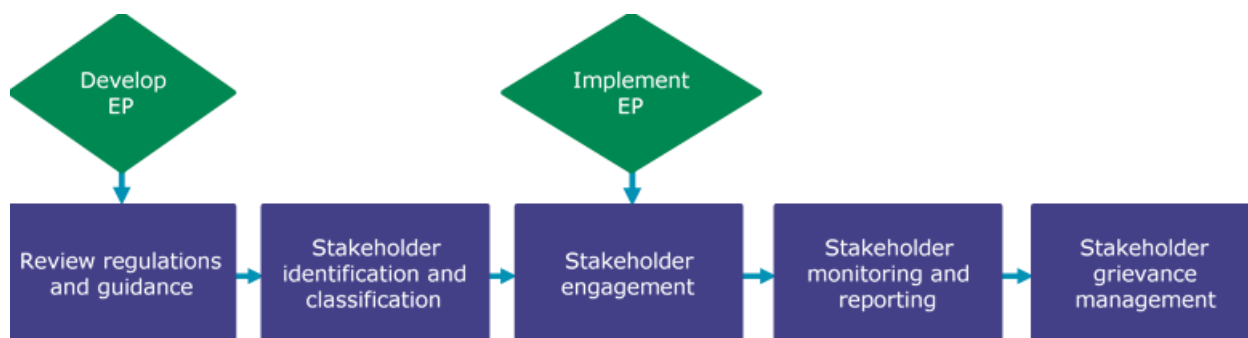 Develop
EP
Implement
EP
Review regulations
and guidance
Stakeholder
identification and
classification
Stakeholder
engagement
Stakeholder
monitoring and
reporting
Stakeholder
grievance
management